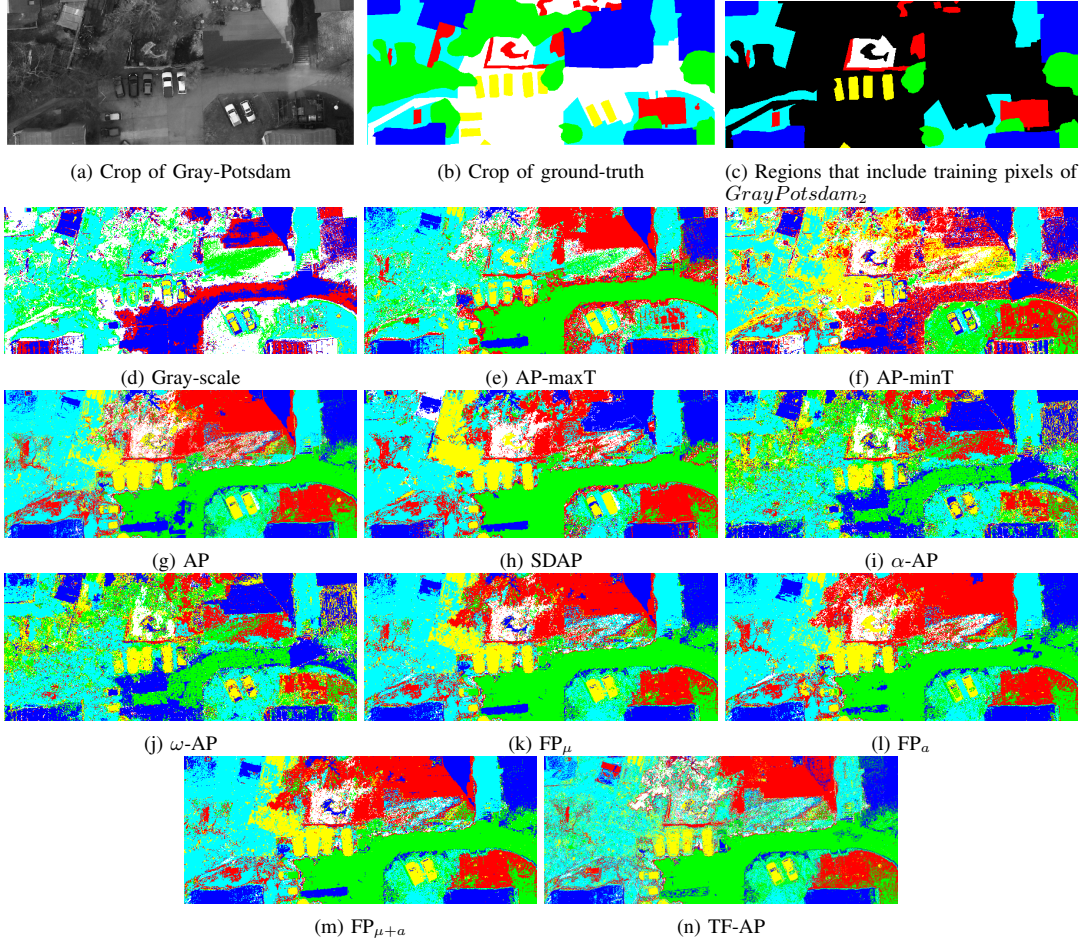 (a) Crop of Gray-Potsdam
(b) Crop of ground-truth
(c) Regions that include training pixels of
GrayPotsdam₂
(d) Gray-scale
(e) AP-maxT
(f) AP-minT
(g) AP
(h) SDAP
(i) α-AP
(j) ω-AP
(k) FPμ
(l) FPₐ
(m) FPμ+a
(n) TF-AP